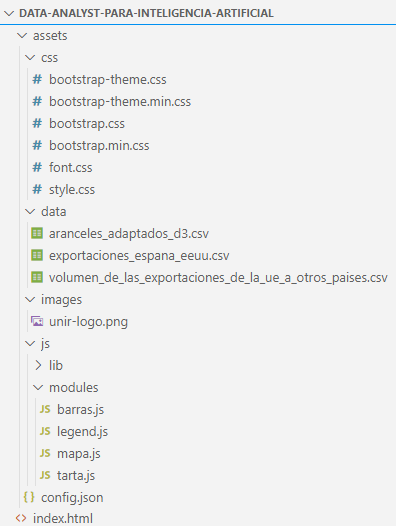 DATA-ANALYST-PARA-INTELIGENCIA-ARTIFICIAL
assets
css
# bootstrap-theme.css
# bootstrap-theme.min.css
# bootstrap.css
# bootstrap.min.css
# font.css
# style.css
data
aranceles_adaptados_d3.csv
exportaciones_espana_eeuu.csv
volumen_de_las_exportaciones_de_la_ue_a_otros_paises.csv
images
unir-logo.png
js
lib
modules
JS barras.js
JS legend.js
JS mapa.js
JS tarta.js
{} config.json
<> index.html